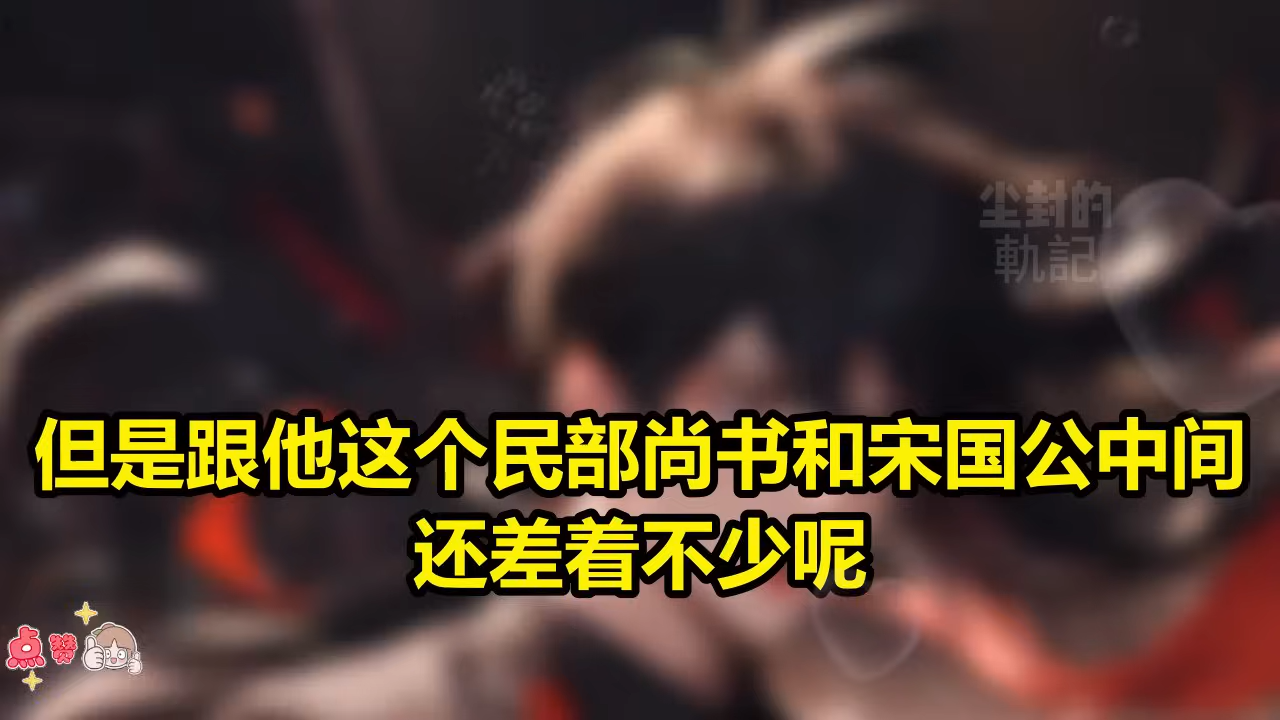 尘封的
軌記
但是跟他这个民部尚书和宋国公中间
还差着不少呢
点赞